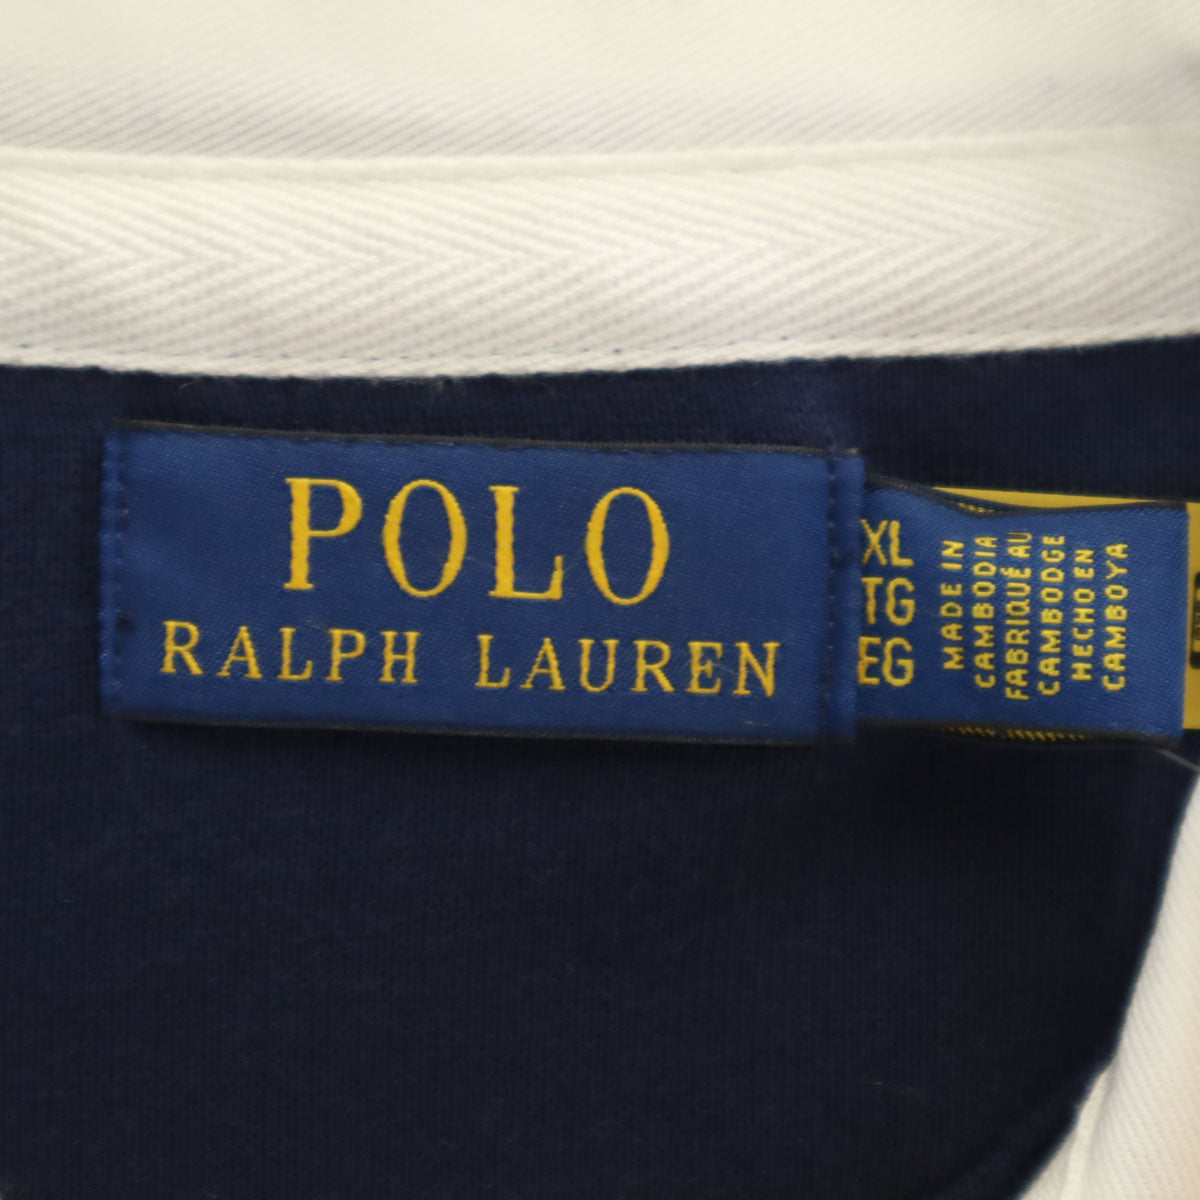 POLO
RALPH LAUREN
XL
TG
EG
MADE IN
CAMBODIA
FABRIQUÉ AU
CAMBODGE
HECHO EN
CAMBOYA